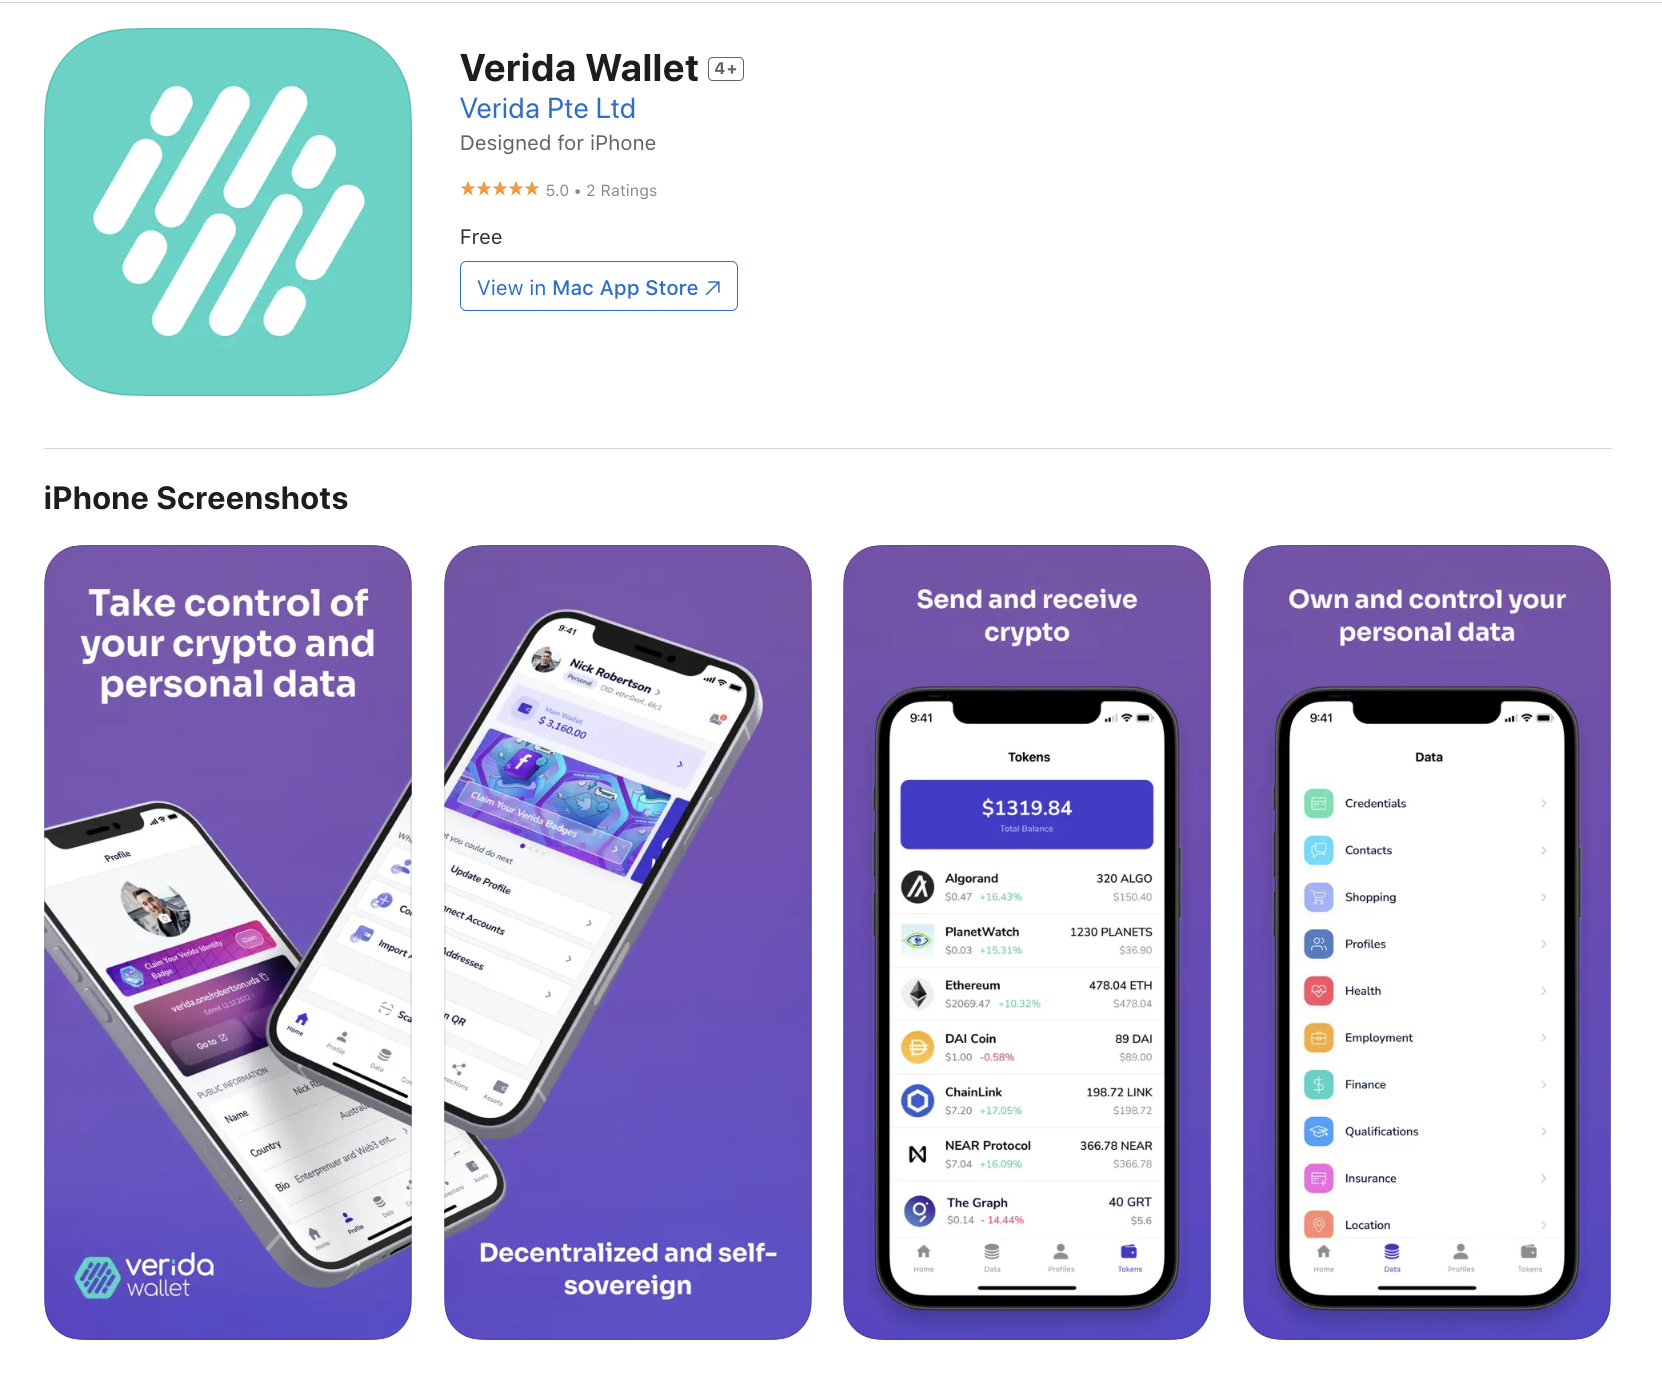 Verida Wallet 4+
Verida Pte Ltd
Designed for iPhone
★★★★★ 5.0 • 2 Ratings
Free
View in Mac App Store ↗
iPhone Screenshots
Take control of
your crypto and
personal data
Profile
Claim Your Verida Identity
Badge
Claim
verida.one/robertson.vda
Edited 12.12.2022
Go to
PUBLIC INFORMATION
Name
Nick
Country
Bio
Enterprenuer and Web3 ent...
Home
Profile
Data
Import
Home
Profile
Data
verida
wallet
9:41
Nick Robertson
Personal
Main Wallet
$ 3,160.00
Claim Your Verida Badges
you could do next
Update Profile
Accounts
QR
Assets
Assets
Decentralized and self-
sovereign
Send and receive
crypto
9:41
Tokens
$1319.84
Total Balance
Algorand 320 ALGO
$0.47 +16.43% $150.40
PlanetWatch 1230 PLANETS
$0.03 +15.31% $36.90
Ethereum 478.04 ETH
$2069.47 +10.32% $478.04
DAI Coin 89 DAI
$1.00 -0.58% $89.00
ChainLink 198.72 LINK
$7.20 +17.05% $198.72
NEAR Protocol 366.78 NEAR
$7.04 +16.09% $366.78
The Graph 40 GRT
$0.14 - 14.44% $5.6
Home Data Profiles Tokens
Own and control your
personal data
9:41
Data
Credentials
Contacts
Shopping
Profiles
Health
Employment
Finance
Qualifications
Insurance
Location
Home Data Profiles Tokens